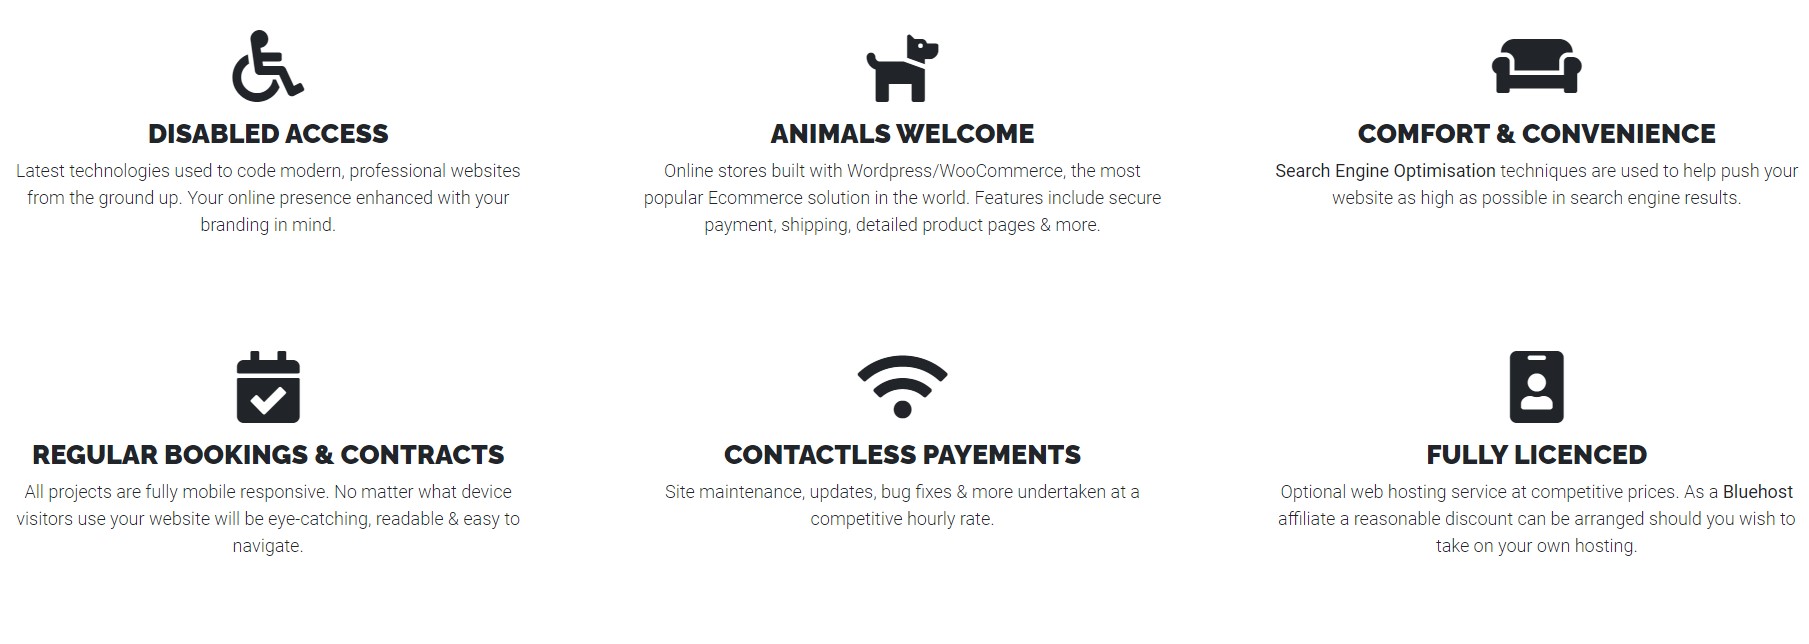 DISABLED ACCESS
Latest technologies used to code modern, professional websites
from the ground up. Your online presence enhanced with your
branding in mind.
ANIMALS WELCOME
Online stores built with Wordpress/WooCommerce, the most
popular Ecommerce solution in the world. Features include secure
payment, shipping, detailed product pages & more.
COMFORT & CONVENIENCE
Search Engine Optimisation techniques are used to help push your
website as high as possible in search engine results.
REGULAR BOOKINGS & CONTRACTS
All projects are fully mobile responsive. No matter what device
visitors use your website will be eye-catching, readable & easy to
navigate.
CONTACTLESS PAYEMENTS
Site maintenance, updates, bug fixes & more undertaken at a
competitive hourly rate.
FULLY LICENCED
Optional web hosting service at competitive prices. As a Bluehost
affiliate a reasonable discount can be arranged should you wish to
take on your own hosting.